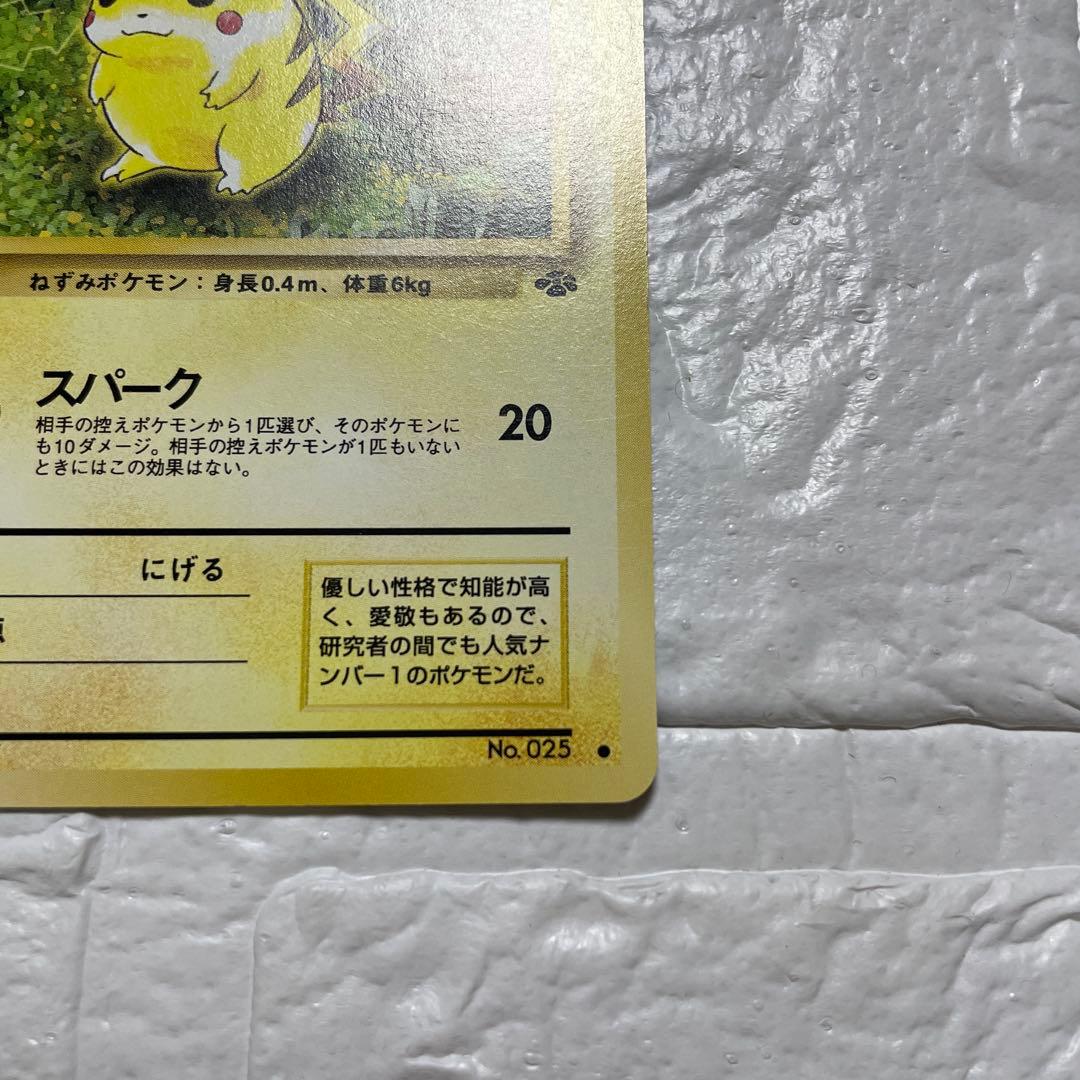 ねずみポケモン：身長0.4m、体重6kg
スパーク
相手の控えポケモンから1匹選び、そのポケモンに
も10ダメージ。相手の控えポケモンが1匹もいない
ときにはこの効果はない。
20
にげる
優しい性格で知能が高
く、愛敬もあるので、
研究者の間でも人気ナ
ンバー1のポケモンだ。
No. 025 ●